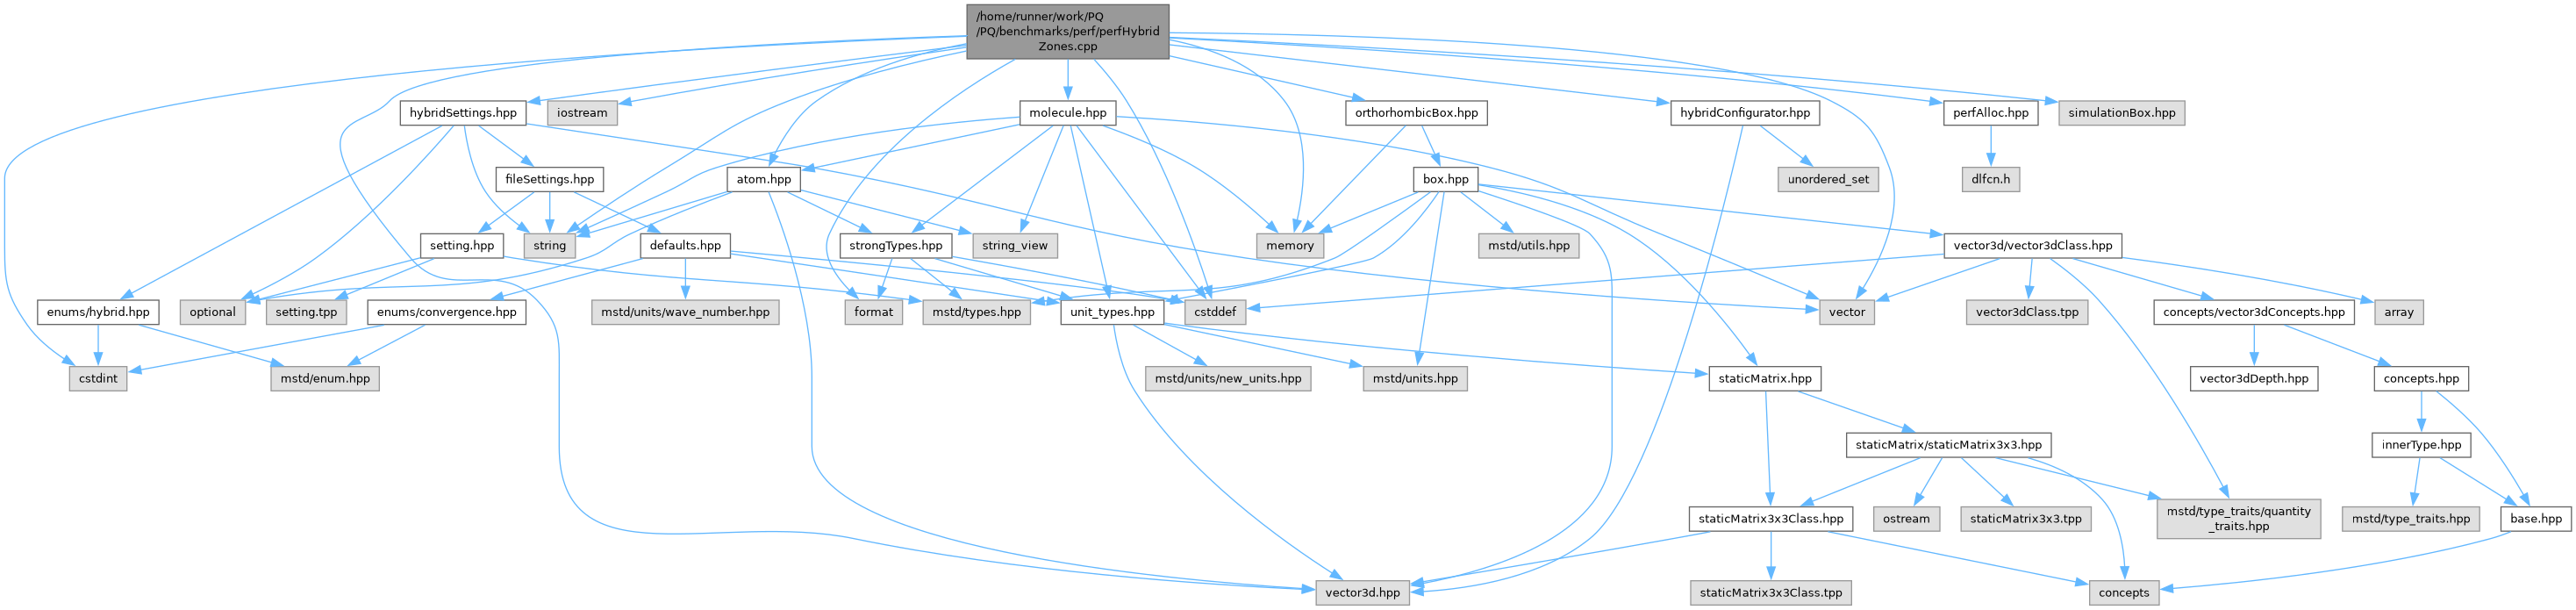 /home/runner/work/PQ
/PQ/benchmarks/perf/perfHybrid
Zones.cpp
hybridSettings.hpp
iostream
molecule.hpp
orthorhombicBox.hpp
hybridConfigurator.hpp
perfAlloc.hpp
simulationBox.hpp
fileSettings.hpp
atom.hpp
box.hpp
unordered_set
dlfcn.h
setting.hpp
string
defaults.hpp
strongTypes.hpp
string_view
memory
mstd/utils.hpp
vector3d/vector3dClass.hpp
enums/hybrid.hpp
optional
setting.tpp
enums/convergence.hpp
mstd/units/wave_number.hpp
format
mstd/types.hpp
unit_types.hpp
cstddef
vector
vector3dClass.tpp
concepts/vector3dConcepts.hpp
array
cstdint
mstd/enum.hpp
mstd/units/new_units.hpp
mstd/units.hpp
staticMatrix.hpp
vector3dDepth.hpp
concepts.hpp
staticMatrix/staticMatrix3x3.hpp
innerType.hpp
staticMatrix3x3Class.hpp
ostream
staticMatrix3x3.tpp
mstd/type_traits/quantity
_traits.hpp
mstd/type_traits.hpp
base.hpp
vector3d.hpp
staticMatrix3x3Class.tpp
concepts